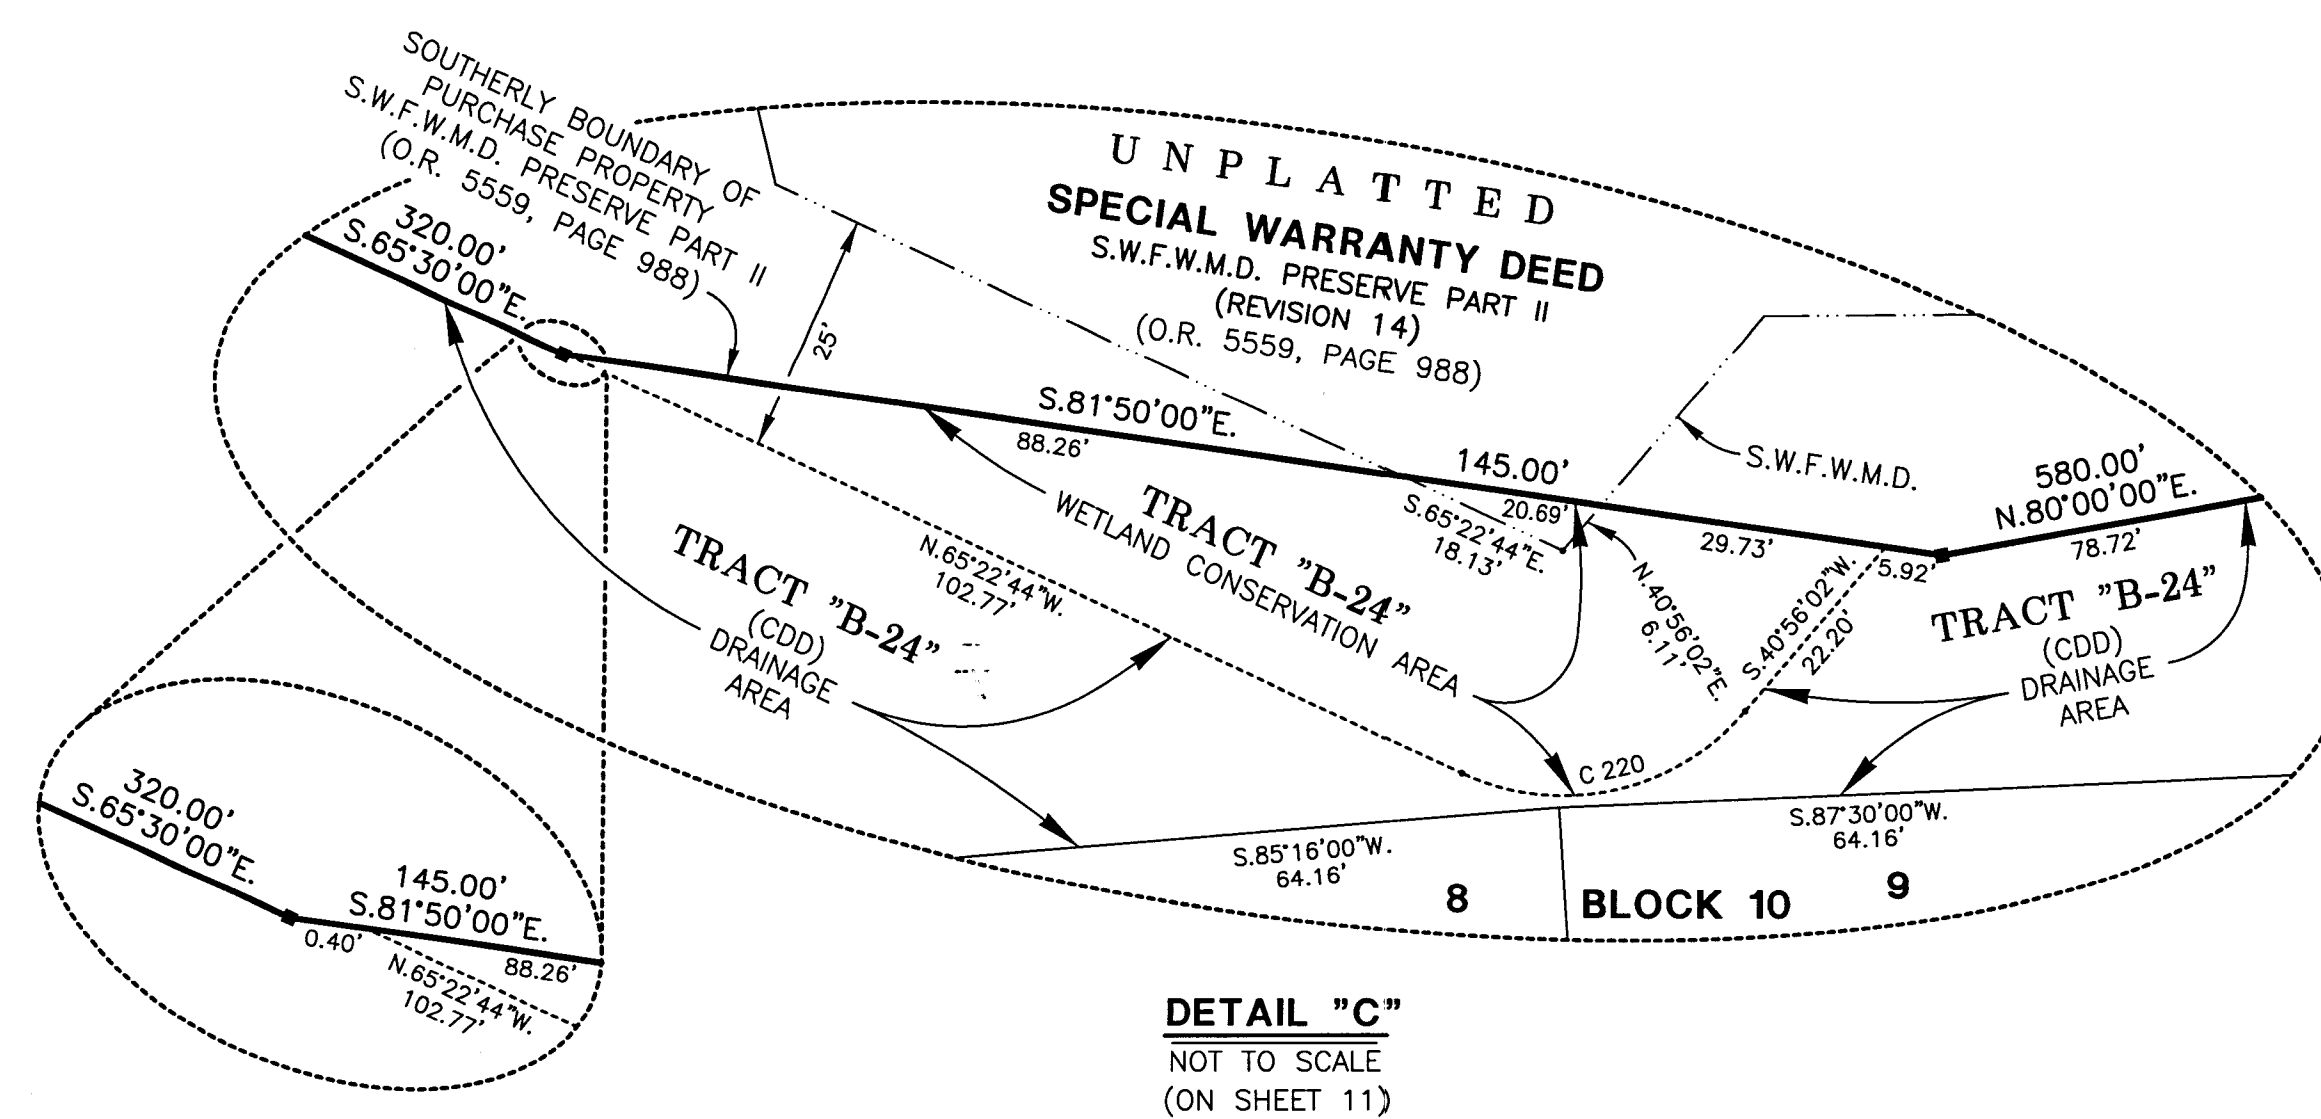 SOUTHERLY BOUNDARY OF
PURCHASE PROPERTY
S.W.F.W.M.D. PRESERVE PART II
(O.R. 5559, PAGE 988)
320.00'
S.65°30'00"E.
25'
U N P L A T T E D
SPECIAL WARRANTY DEED
S.W.F.W.M.D. PRESERVE PART II
(REVISION 14)
(O.R. 5559, PAGE 988)
S.81°50'00"E.
88.26'
145.00'
20.69'
S.65°22'44"E.
18.13'
S.W.F.W.M.D.
580.00'
N.80°00'00"E.
78.72'
29.73'
5.92'
N.40°56'02"E.
6.11'
S.40°56'02"W.
22.20'
TRACT "B-24"
WETLAND CONSERVATION AREA
N.65°22'44"W.
102.77'
TRACT "B-24"
(CDD)
DRAINAGE
AREA
TRACT "B-24"
(CDD)
DRAINAGE
AREA
C 220
S.85°16'00"W.
64.16'
S.87°30'00"W.
64.16'
8
BLOCK 10
9
320.00'
S.65°30'00"E.
145.00'
S.81°50'00"E.
0.40'
88.26'
N.65°22'44"W.
102.77'
DETAIL "C"
NOT TO SCALE
(ON SHEET 11)